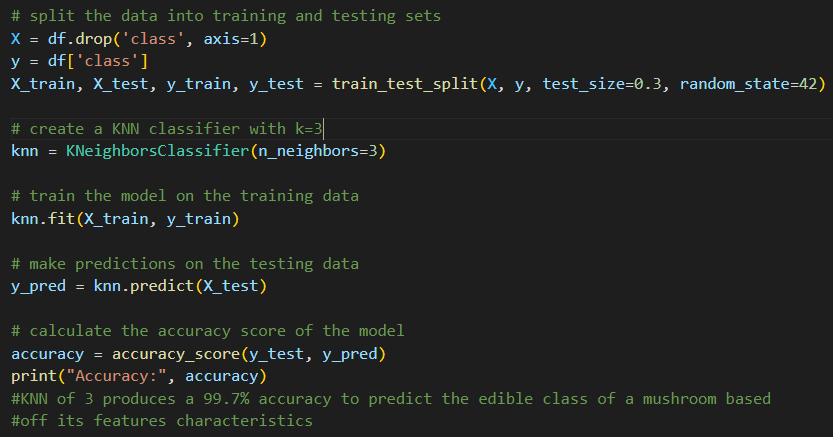 # split the data into training and testing sets
X = df.drop('class', axis=1)
y = df['class']
X_train, X_test, y_train, y_test = train_test_split(X, y, test_size=0.3, random_state=42)
# create a KNN classifier with k=3
knn = KNeighborsClassifier(n_neighbors=3)
# train the model on the training data
knn.fit(X_train, y_train)
# make predictions on the testing data
y_pred = knn.predict(X_test)
# calculate the accuracy score of the model
accuracy = accuracy_score(y_test, y_pred)
print("Accuracy:", accuracy)
#KNN of 3 produces a 99.7% accuracy to predict the edible class of a mushroom based
#off its features characteristics